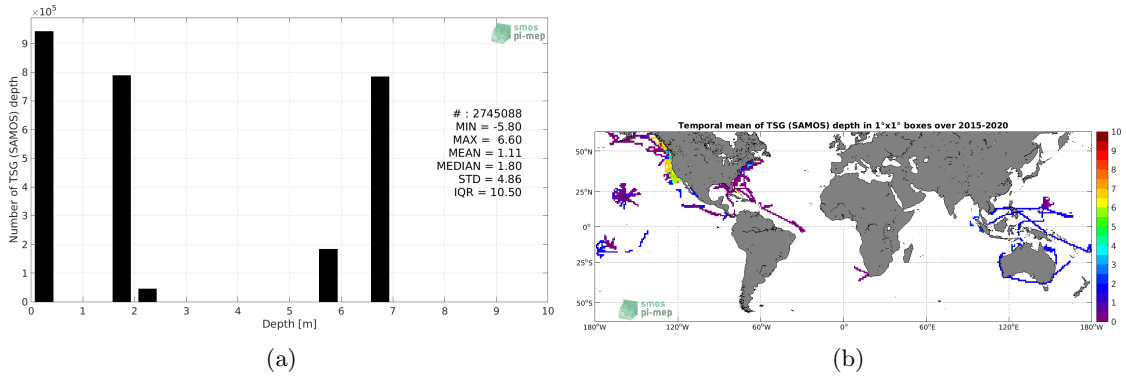 ×10⁵
9
8
7
6
5
4
3
2
1
0
Number of TSG (SAMOS) depth
0 1 2 3 4 5 6 7 8 9 10
Depth [m]
smos
pi-mep
# : 2745088
MIN = -5.80
MAX = 6.60
MEAN = 1.11
MEDIAN = 1.80
STD = 4.86
IQR = 10.50
(a)
Temporal mean of TSG (SAMOS) depth in 1°x1° boxes over 2015-2020
50°N
25°N
0°
25°S
50°S
180°W 120°W 60°W 0° 60°E 120°E 180°W
smos
pi-mep
10
9
8
7
6
5
4
3
2
1
0
(b)